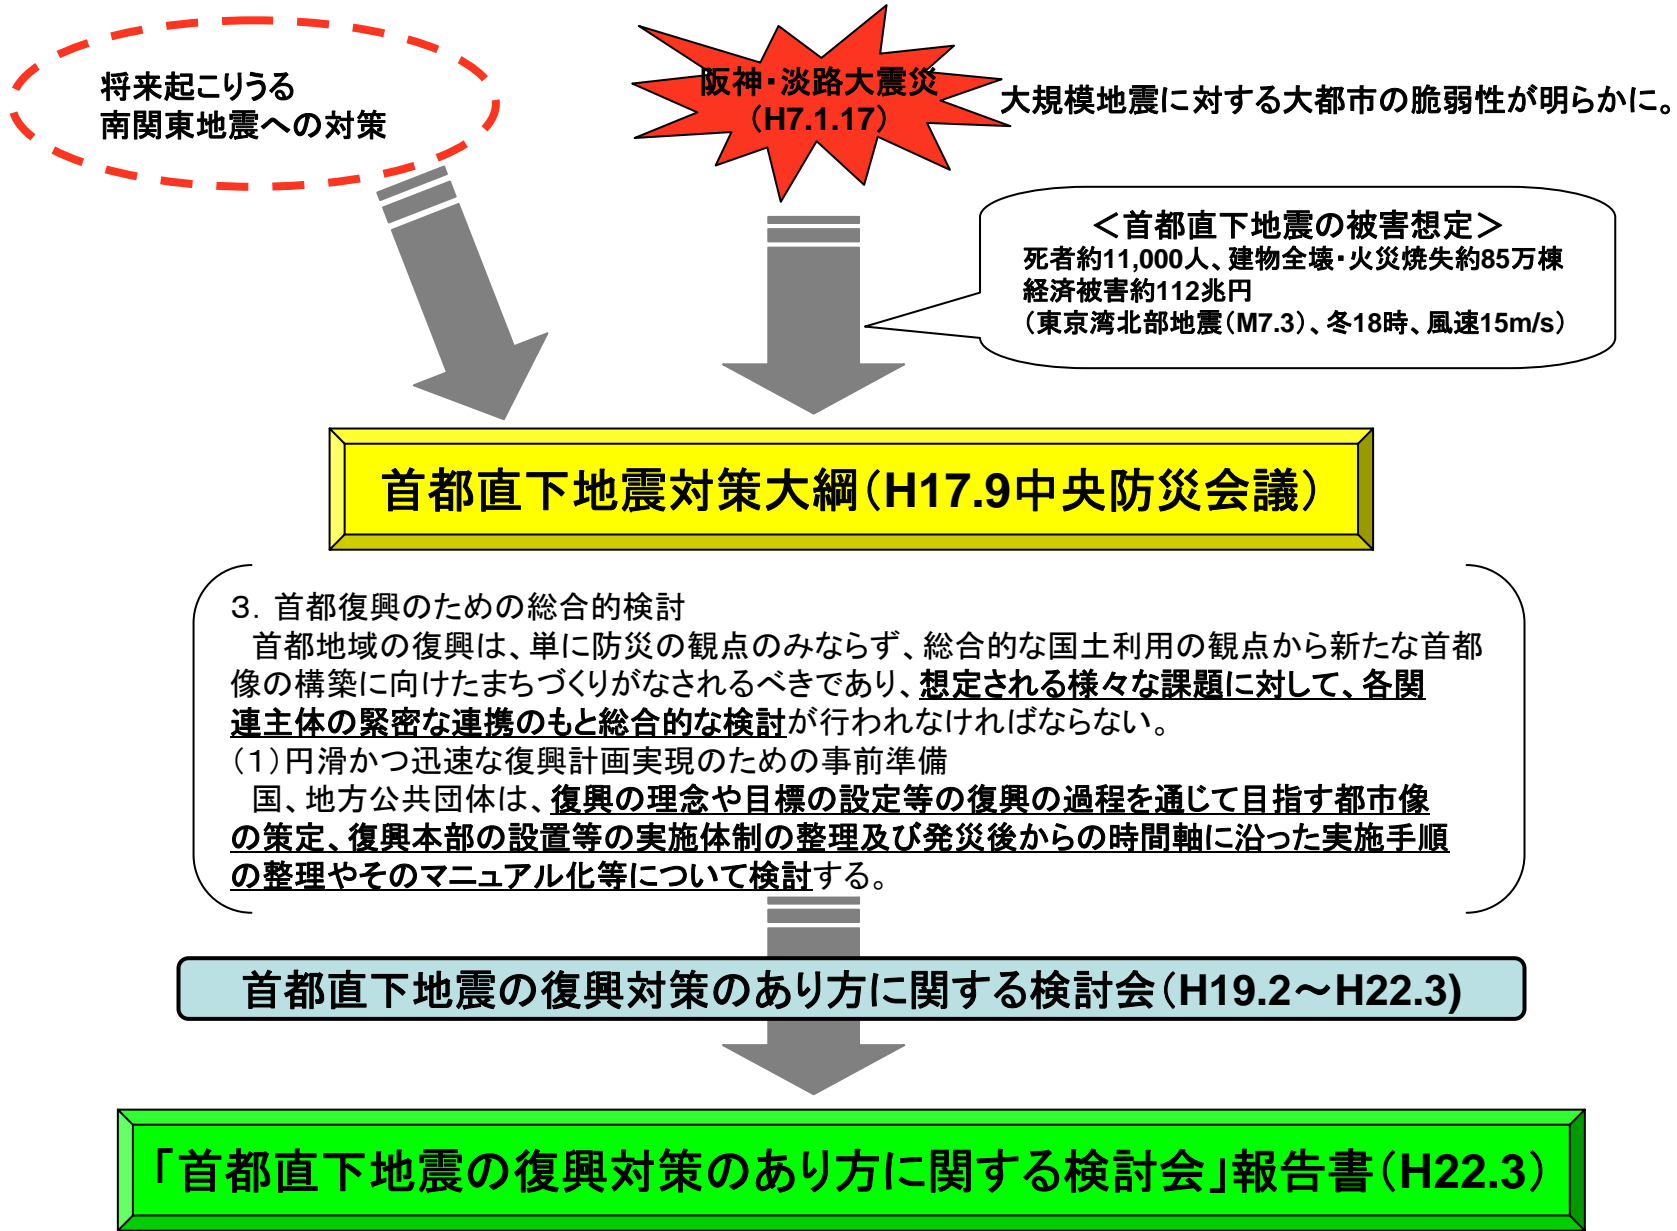 将来起こりうる
南関東地震への対策
阪神・淡路大震災
(H7.1.17)
大規模地震に対する大都市の脆弱性が明らかに。
＜首都直下地震の被害想定＞
死者約11,000人、建物全壊・火災焼失約85万棟
経済被害約112兆円
（東京湾北部地震（M7.3）、冬18時、風速15m/s）
首都直下地震対策大綱（H17.9中央防災会議）
３．首都復興のための総合的検討
首都地域の復興は、単に防災の観点のみならず、総合的な国土利用の観点から新たな首都
像の構築に向けたまちづくりがなされるべきであり、想定される様々な課題に対して、各関
連主体の緊密な連携のもと総合的な検討が行われなければならない。
（１）円滑かつ迅速な復興計画実現のための事前準備
国、地方公共団体は、復興の理念や目標の設定等の復興の過程を通じて目指す都市像
の策定、復興本部の設置等の実施体制の整理及び発災後からの時間軸に沿った実施手順
の整理やそのマニュアル化等について検討する。
首都直下地震の復興対策のあり方に関する検討会（H19.2～H22.3)
「首都直下地震の復興対策のあり方に関する検討会」報告書（H22.3）